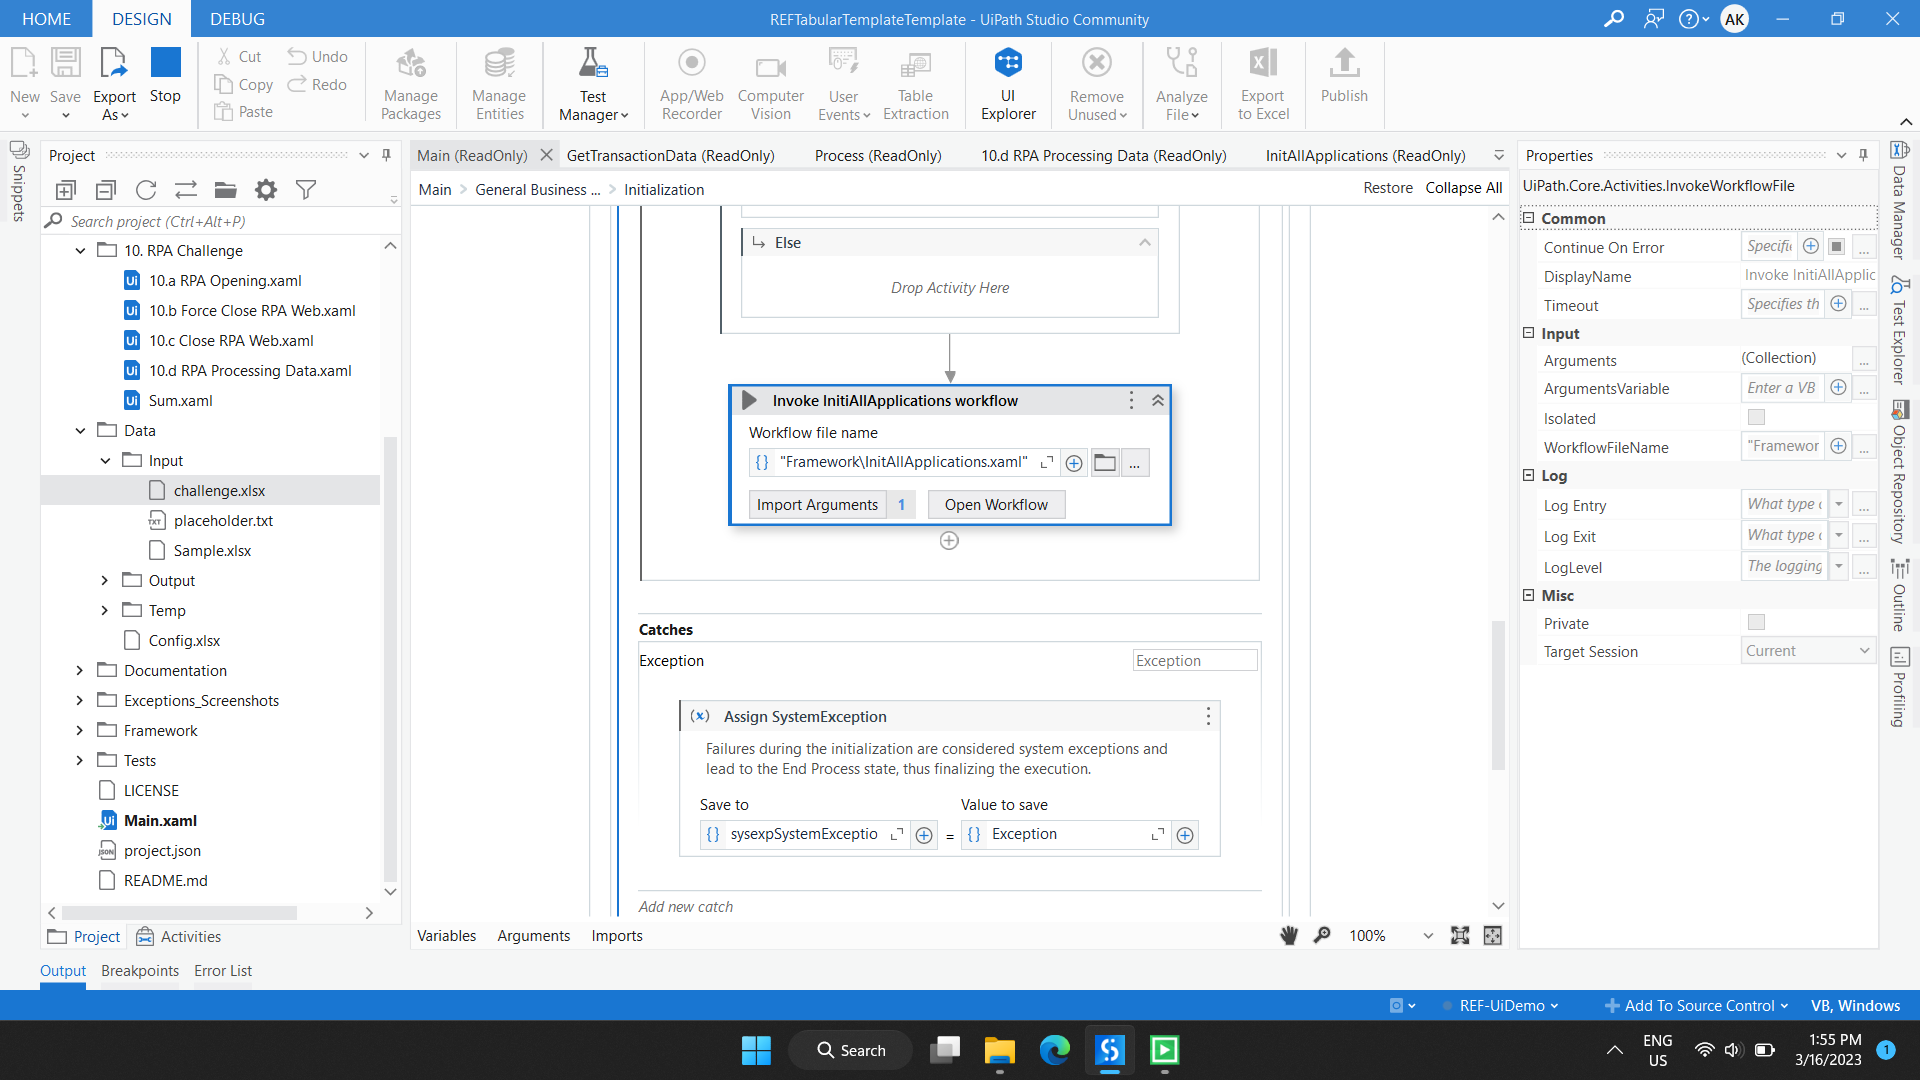 HOME DESIGN DEBUG
REFTabularTemplateTemplate - UiPath Studio Community
AK
New
Save
Export As
Stop
Cut
Copy
Paste
Undo
Redo
Manage Packages
Manage Entities
Test Manager
App/Web Recorder
Computer Vision
User Events
Table Extraction
UI Explorer
Remove Unused
Analyze File
Export to Excel
Publish
Snippets
Project
Search project (Ctrl+Alt+P)
10. RPA Challenge
10.a RPA Opening.xaml
10.b Force Close RPA Web.xaml
10.c Close RPA Web.xaml
10.d RPA Processing Data.xaml
Sum.xaml
Data
Input
challenge.xlsx
placeholder.txt
Sample.xlsx
Output
Temp
Config.xlsx
Documentation
Exceptions_Screenshots
Framework
Tests
LICENSE
Main.xaml
project.json
README.md
Project Activities
Main (ReadOnly) GetTransactionData (ReadOnly) Process (ReadOnly) 10.d RPA Processing Data (ReadOnly) InitAllApplications (ReadOnly)
Main > General Business ... > Initialization
Restore Collapse All
Else
Drop Activity Here
Invoke InitiAllApplications workflow
Workflow file name
"Framework\InitAllApplications.xaml"
...
Import Arguments 1 Open Workflow
Catches
Exception Exception
(x) Assign SystemException
Failures during the initialization are considered system exceptions and
lead to the End Process state, thus finalizing the execution.
Save to Value to save
sysexpSystemExceptio = Exception
Add new catch
Variables Arguments Imports 100%
Properties
UiPath.Core.Activities.InvokeWorkflowFile
Common
Continue On Error Specifi ...
DisplayName Invoke InitiAllApplic
Timeout Specifies th ...
Input
Arguments (Collection) ...
ArgumentsVariable Enter a VB ...
Isolated
WorkflowFileName "Framewor ...
Log
Log Entry What type o ...
Log Exit What type o ...
LogLevel The logging ...
Misc
Private
Target Session Current
Data Manager
Test Explorer
Object Repository
Outline
Profiling
Output Breakpoints Error List
REF-UiDemo Add To Source Control VB, Windows
Search
ENG
US
1:55 PM
3/16/2023
1